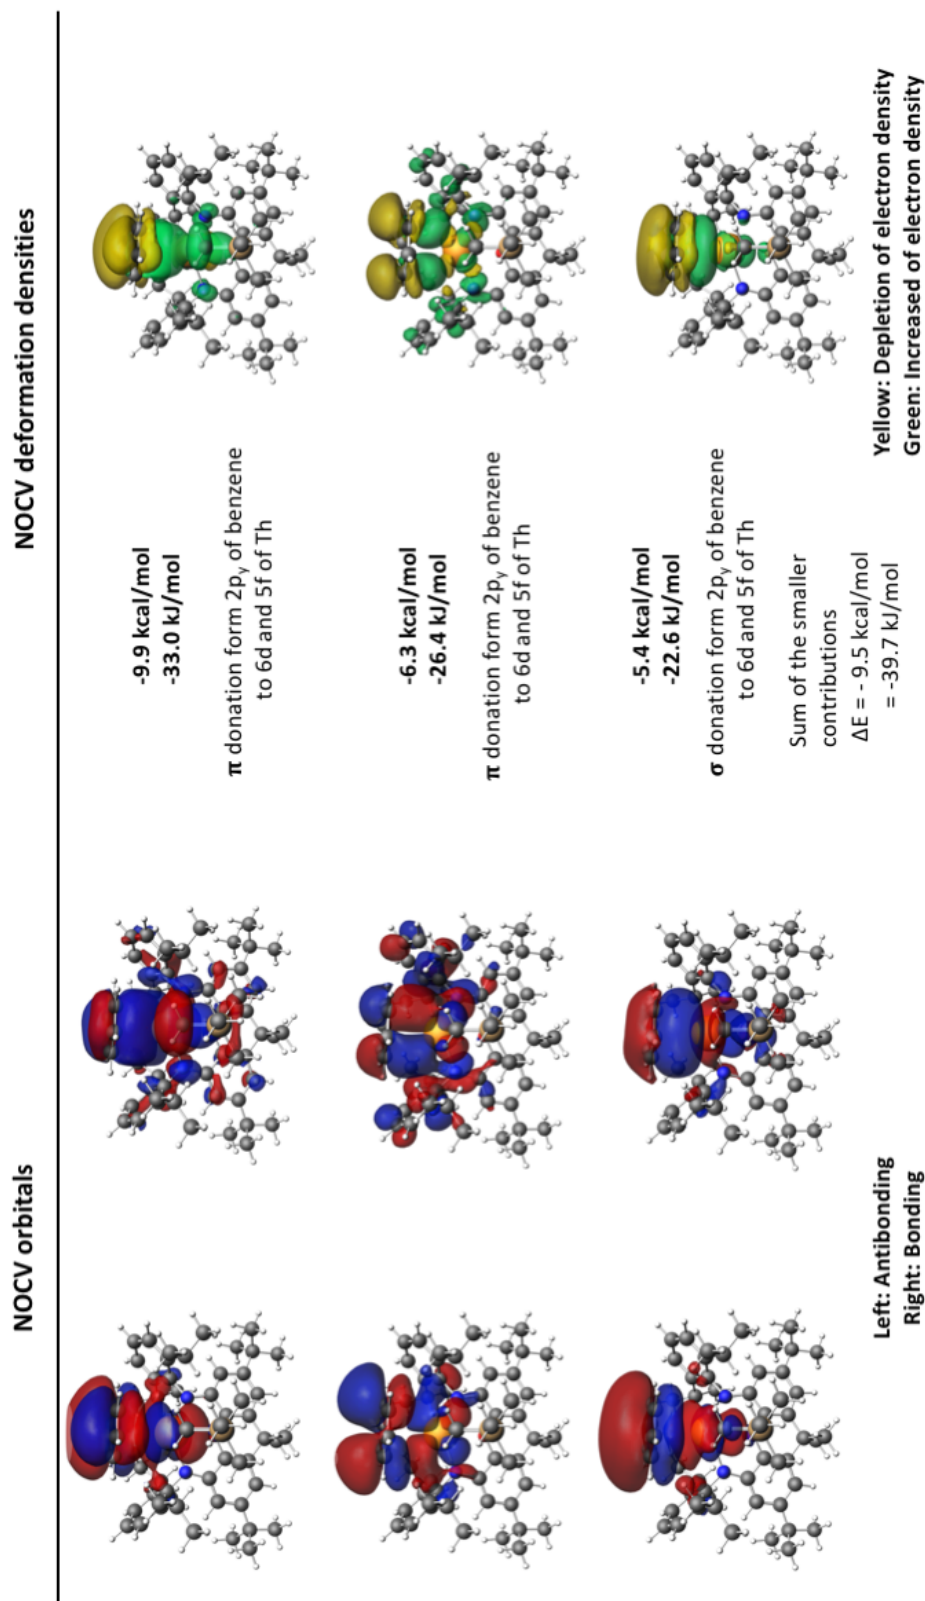 NOCV orbitals
NOCV deformation densities
-9.9 kcal/mol
-33.0 kJ/mol
π donation form 2pᵧ of benzene
to 6d and 5f of Th
-6.3 kcal/mol
-26.4 kJ/mol
π donation form 2pᵧ of benzene
to 6d and 5f of Th
-5.4 kcal/mol
-22.6 kJ/mol
σ donation form 2pᵧ of benzene
to 6d and 5f of Th
Sum of the smaller
contributions
ΔE = - 9.5 kcal/mol
= -39.7 kJ/mol
Left: Antibonding
Right: Bonding
Yellow: Depletion of electron density
Green: Increased of electron density